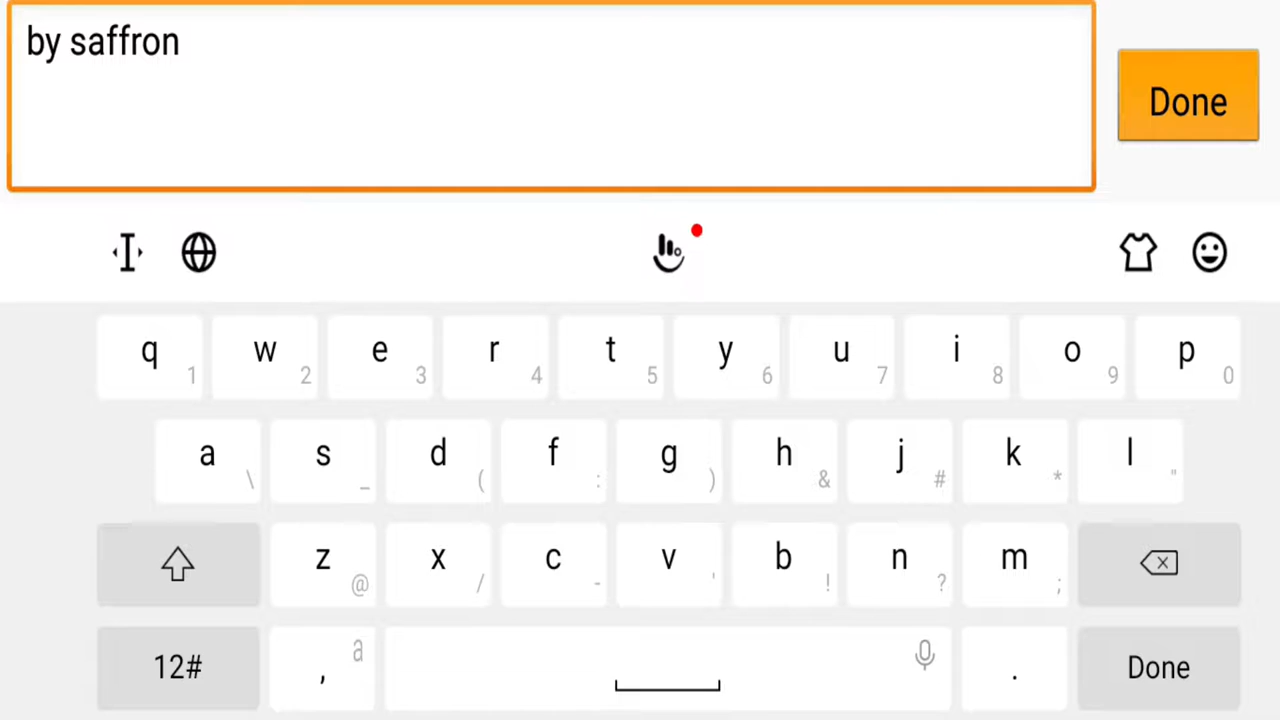 by saffron
Done
q 1 w 2 e 3 r 4 t 5 y 6 u 7 i 8 o 9 p 0
a \ s _ d ( f : g ) h & j # k * l "
z @ x / c - v ' b ! n ? m ;
12# , a . Done